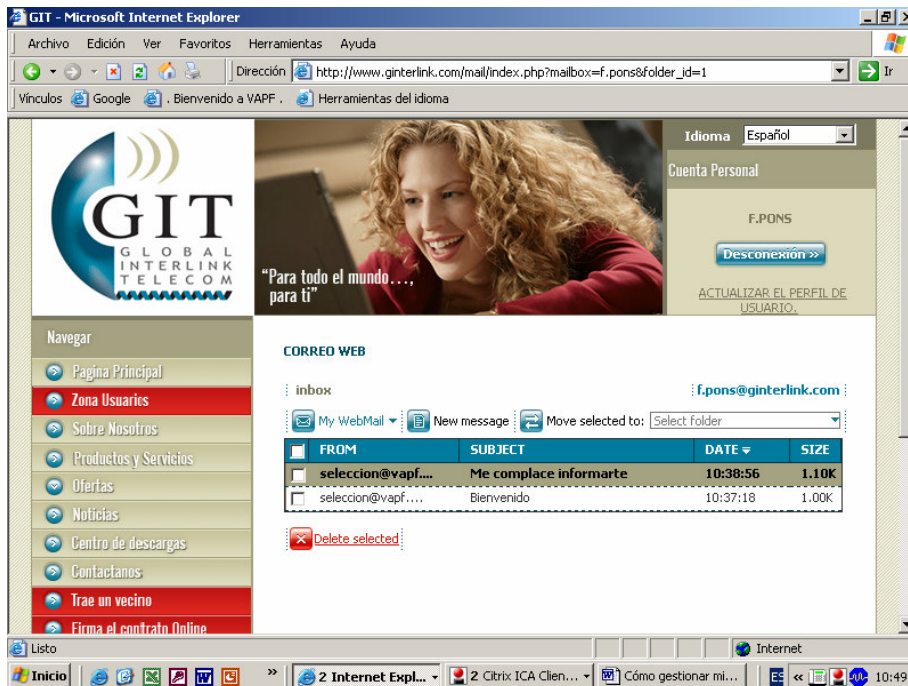 GIT - Microsoft Internet Explorer
Archivo Edición Ver Favoritos Herramientas Ayuda
Dirección http://www.ginterlink.com/mail/index.php?mailbox=f.pons&folder_id=1 Ir
Vínculos Google . Bienvenido a VAPF . Herramientas del idioma
GIT
GLOBAL
INTERLINK
TELECOM
“Para todo el mundo...,
para ti”
Idioma Español
Cuenta Personal
F.PONS
Desconexión »
ACTUALIZAR EL PERFIL DE
USUARIO.
Navegar
Pagina Principal
Zona Usuarios
Sobre Nosotros
Productos y Servicios
Ofertas
Noticias
Centro de descargas
Contactanos
Trae un vecino
Firma el contrato Online
CORREO WEB
inbox f.pons@ginterlink.com
My WebMail New message Move selected to: Select folder
FROM SUBJECT DATE SIZE
seleccion@vapf.... Me complace informarte 10:38:56 1.10K
seleccion@vapf.... Bienvenido 10:37:18 1.00K
Delete selected
Listo Internet
Inicio » 2 Internet Expl... 2 Citrix ICA Clien... Cómo gestionar mi... ES « 10:49